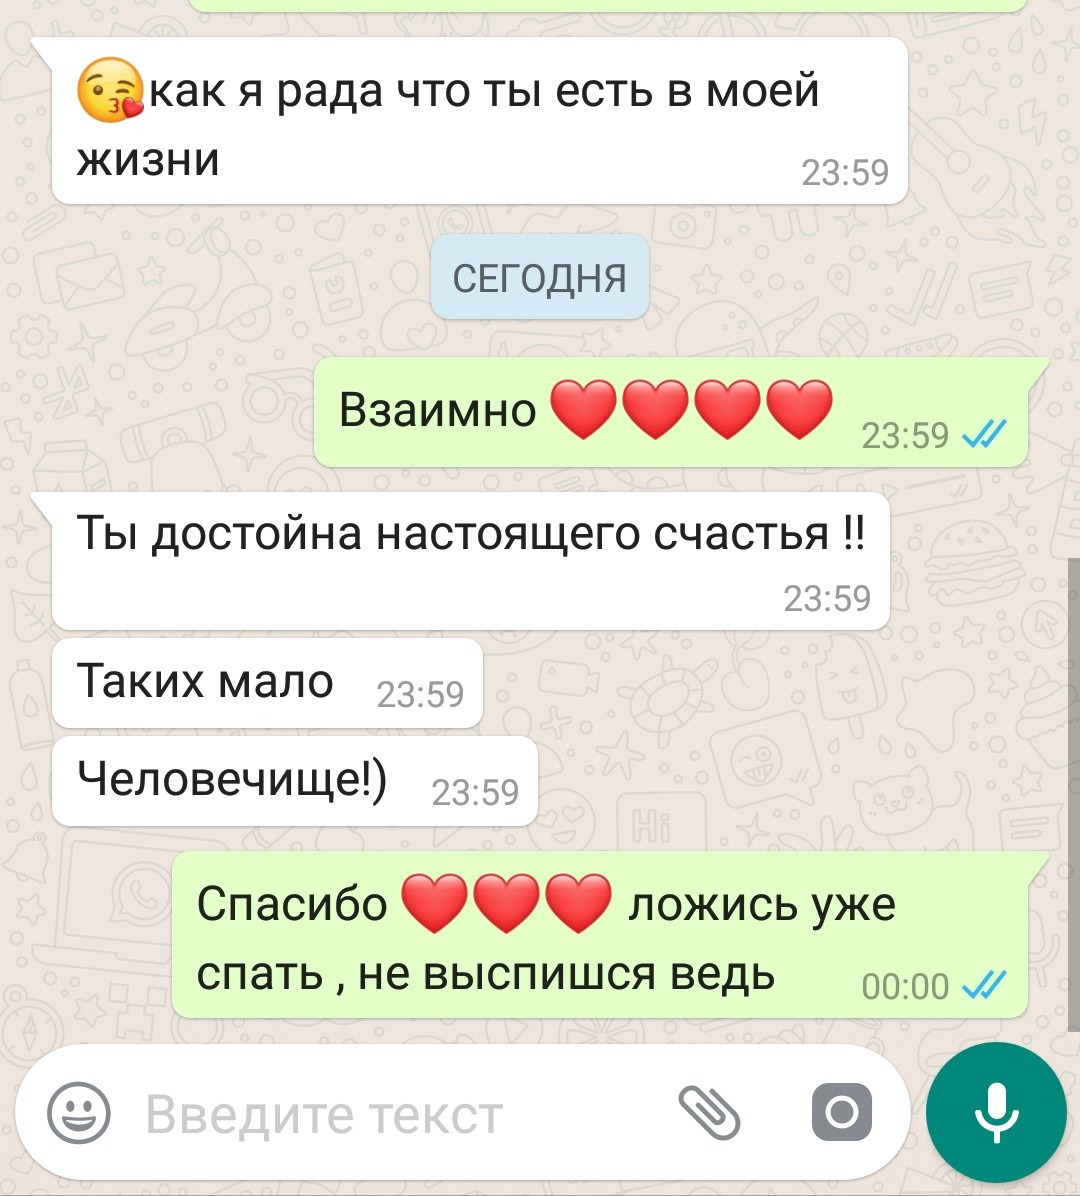 😘как я рада что ты есть в моей
жизни
23:59
СЕГОДНЯ
Взаимно ❤️❤️❤️❤️ 23:59
Ты достойна настоящего счастья !!
23:59
Таких мало 23:59
Человечище!) 23:59
Спасибо ❤️❤️❤️ ложись уже
спать , не выспишся ведь 00:00
Введите текст